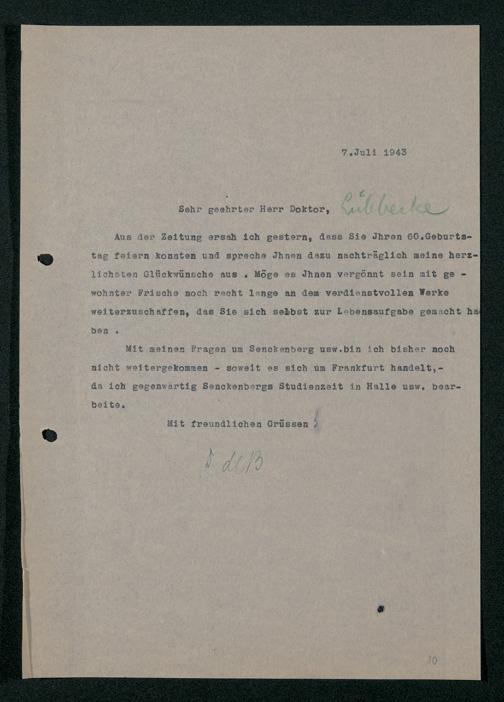 7.Juli 1943
Sehr geehrter Herr Doktor, Lübbecke
Aus der Zeitung ersah ich gestern, dass Sie Jhren 60.Geburts-
tag feiern konnten und spreche Jhnen dazu nachträglich meine herz-
lichsten Glückwünsche aus . Möge es Jhnen vergönnt sein mit ge -
wohnter Frische noch recht lange an dem verdienstvollen Werke
weiterzuschaffen, das Sie sich selbst zur Lebensaufgabe gemacht ha
ben .
Mit meinen Fragen um Senckenberg usw.bin ich bisher noch
nicht weitergekommen - soweit es sich um Frankfurt handelt,-
da ich gegenwärtig Senckenbergs Studienzeit in Halle usw. bear-
beite.
Mit freundlichen Grüssen
de B
10